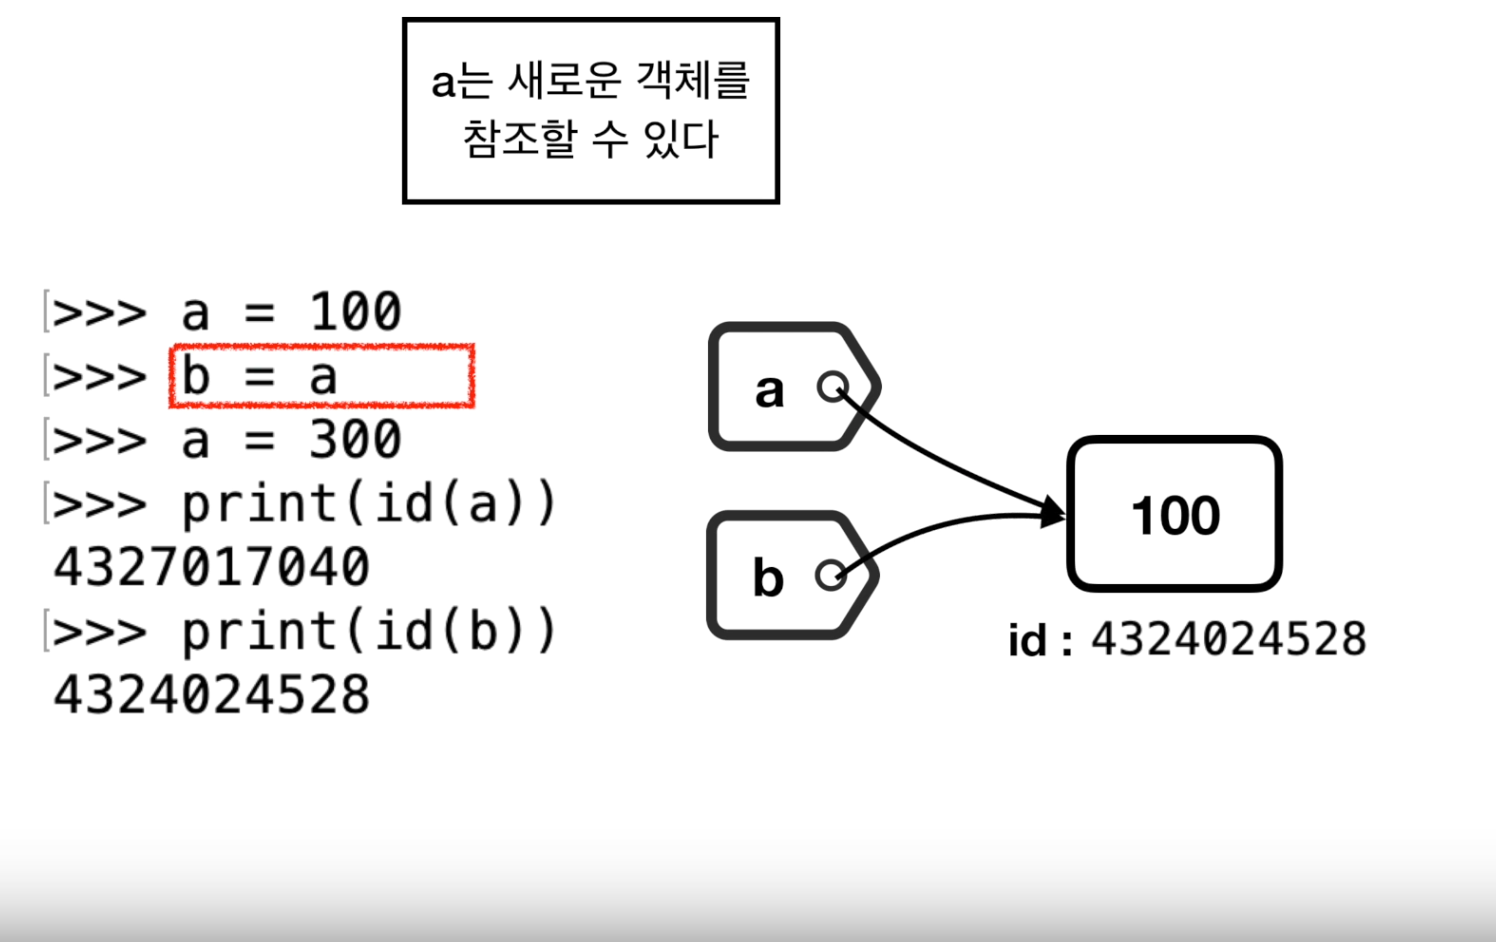 a는 새로운 객체를
참조할 수 있다
>>> a = 100
>>> b = a
>>> a = 300
>>> print(id(a))
4327017040
>>> print(id(b))
4324024528
a
b
100
id : 4324024528